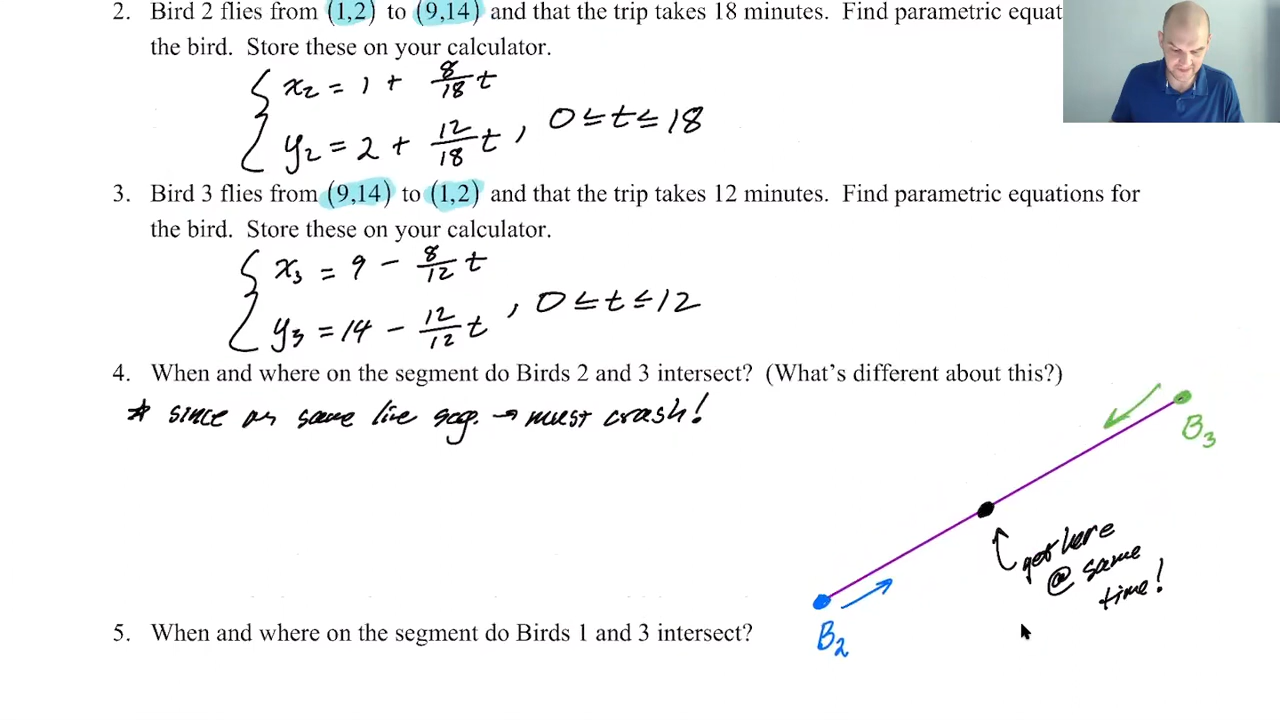 2. Bird 2 flies from (1,2) to (9,14) and that the trip takes 18 minutes. Find parametric equat
the bird. Store these on your calculator.
x₂ = 1 + 8/18 t
y₂ = 2 + 12/18 t, 0 ≤ t ≤ 18
3. Bird 3 flies from (9,14) to (1,2) and that the trip takes 12 minutes. Find parametric equations for
the bird. Store these on your calculator.
x₃ = 9 - 8/12 t
y₃ = 14 - 12/12 t, 0 ≤ t ≤ 12
4. When and where on the segment do Birds 2 and 3 intersect? (What's different about this?)
* since on same line seg. → must crash!
B₃
get here
@ same
time!
5. When and where on the segment do Birds 1 and 3 intersect?
B₂